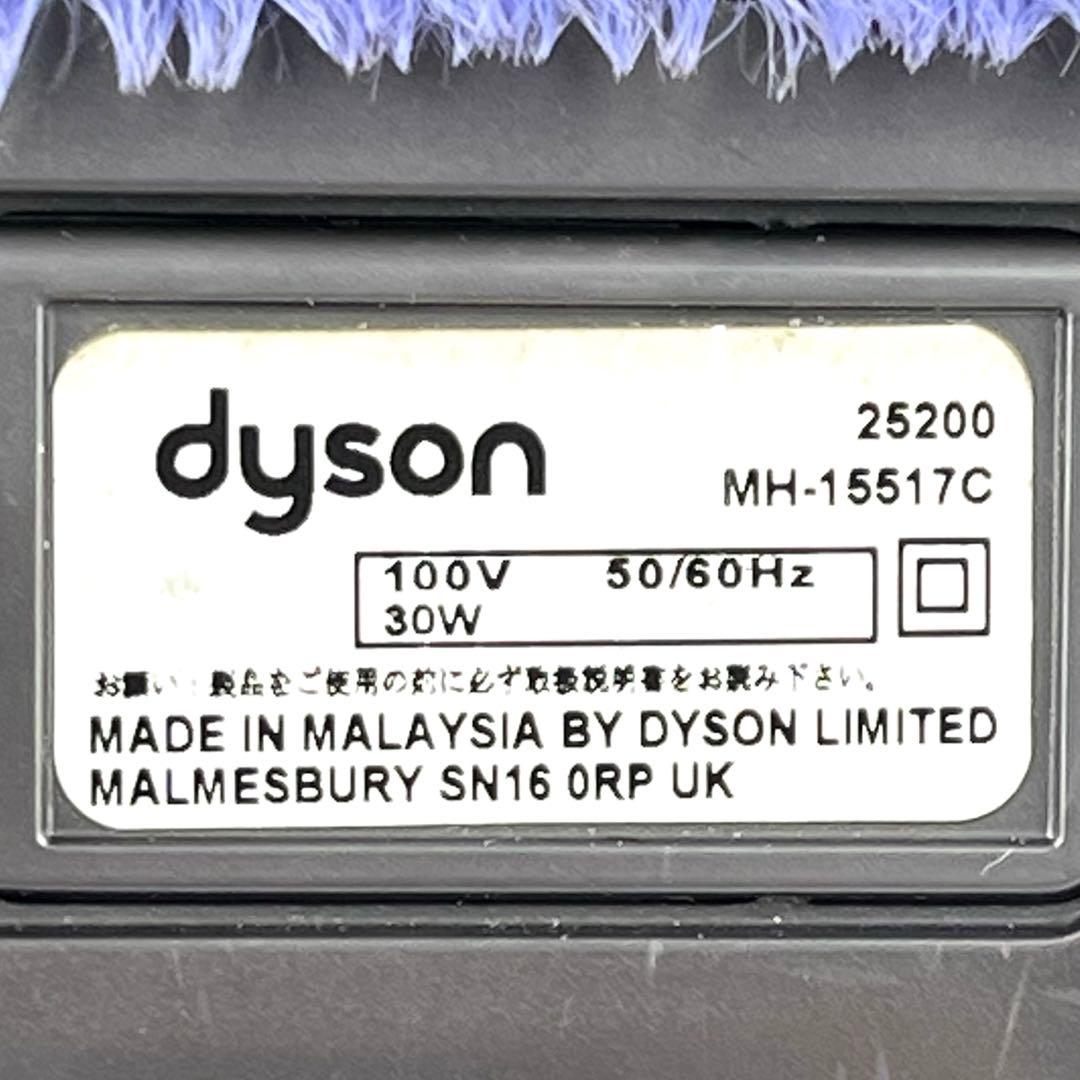 dyson
25200
MH-15517C
100V 50/60Hz
30W
お願い:製品をご使用の前に必ず取扱説明書をお読み下さい。
MADE IN MALAYSIA BY DYSON LIMITED
MALMESBURY SN16 0RP UK